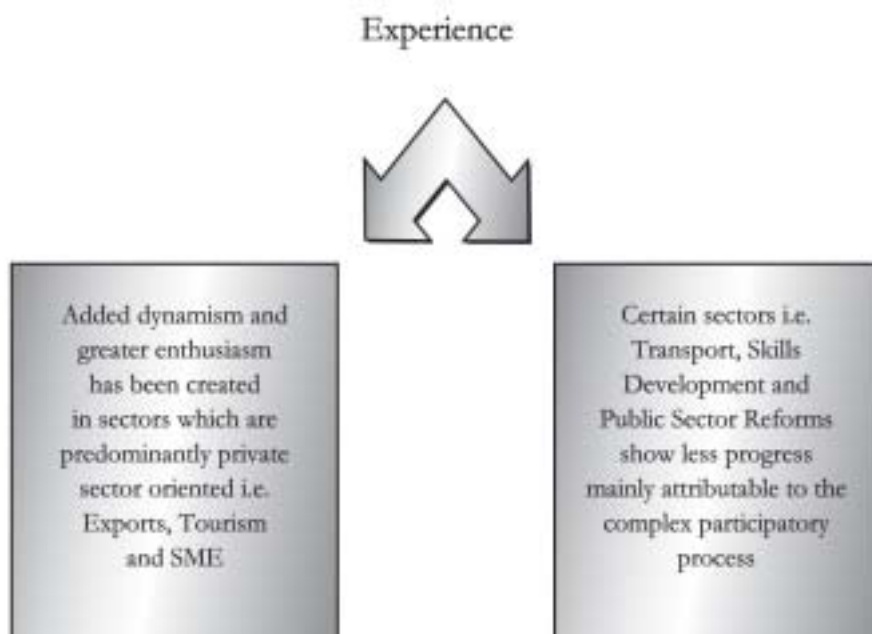 Experience
Added dynamism and
greater enthusiasm
has been created
in sectors which are
predominantly private
sector oriented i.e.
Exports, Tourism
and SME
Certain sectors i.e.
Transport, Skills
Development and
Public Sector Reforms
show less progress
mainly attributable to the
complex participatory
process